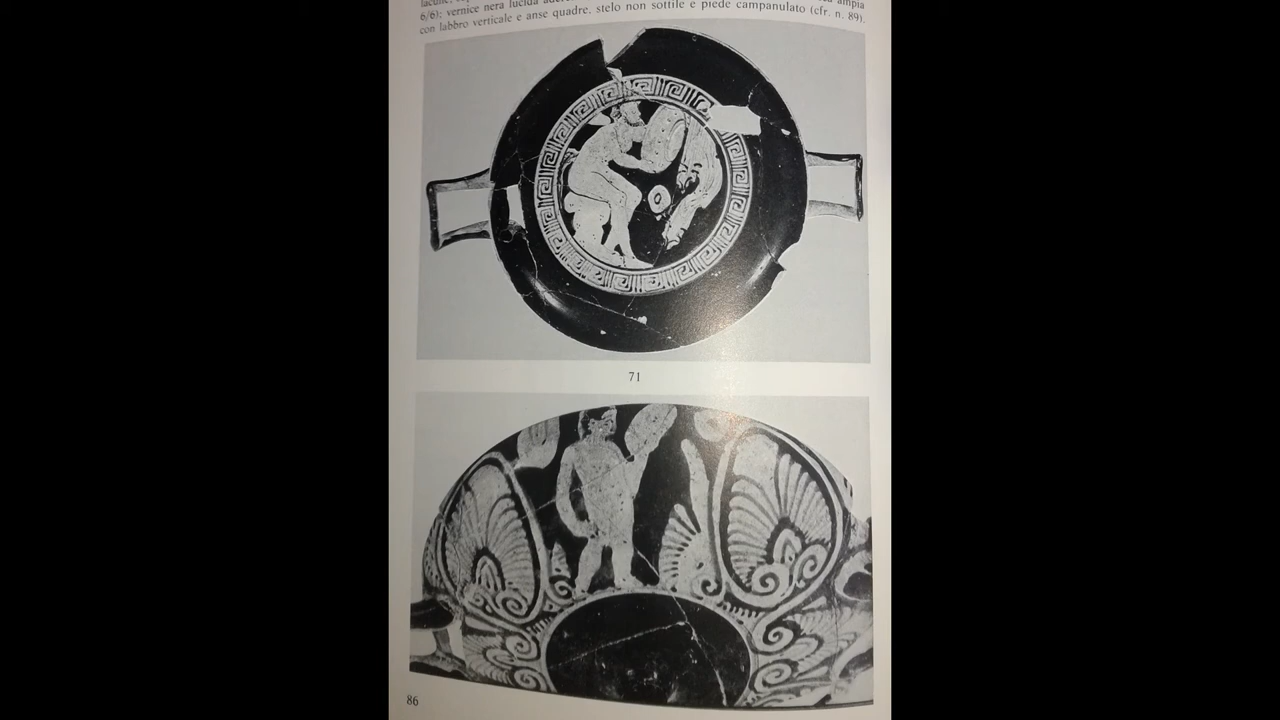 ampia
6/6); vernice nera lucida
con labbro verticale e anse quadre, stelo non sottile e piede campanulato (cfr. n. 89).
71
86